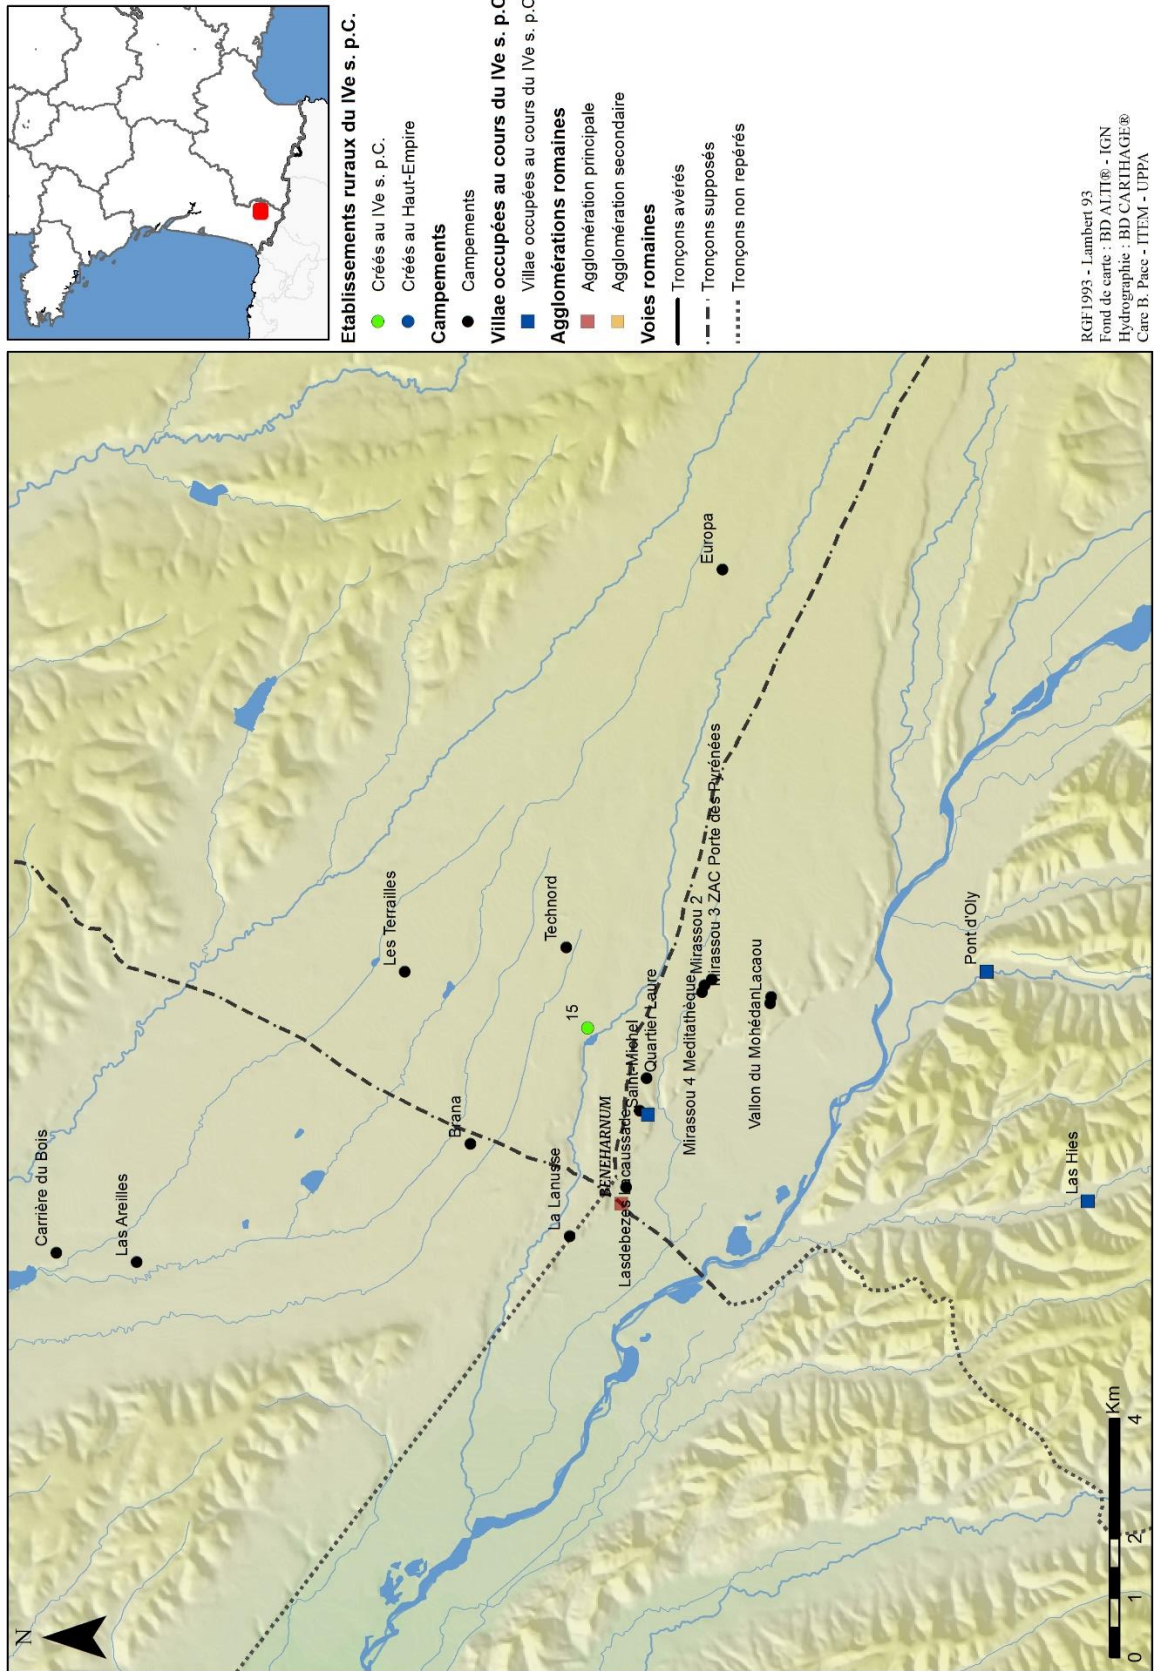 N
Carrière du Bois
Las Areilles
Les Terrailles
Brana
Technord
15
La Lanusse
BENEHARNUM
Lasdebezes
Lacaussade
Saint-Michel
Quartier Laure
Europa
Mirassou 4 Meditathèque
Mirassou 2
Mirassou 3
ZAC Porte des Pyrénées
Vallon du Mohédan
Lacaou
Pont d'Oly
Las Hies
0 1 2 4
Km
Etablissements ruraux du IVe s. p.C.
Créés au IVe s. p.C.
Créés au Haut-Empire
Campements
Campements
Villae occupées au cours du IVe s. p.C
Villae occupées au cours du IVe s. p.C
Agglomérations romaines
Agglomération principale
Agglomération secondaire
Voies romaines
Tronçons avérés
Tronçons supposés
Tronçons non repérés
RGF1993 - Lambert 93
Fond de carte : BD ALTI® - IGN
Hydrographie : BD CARTHAGE®
Care B. Pace - ITEM - UPPA